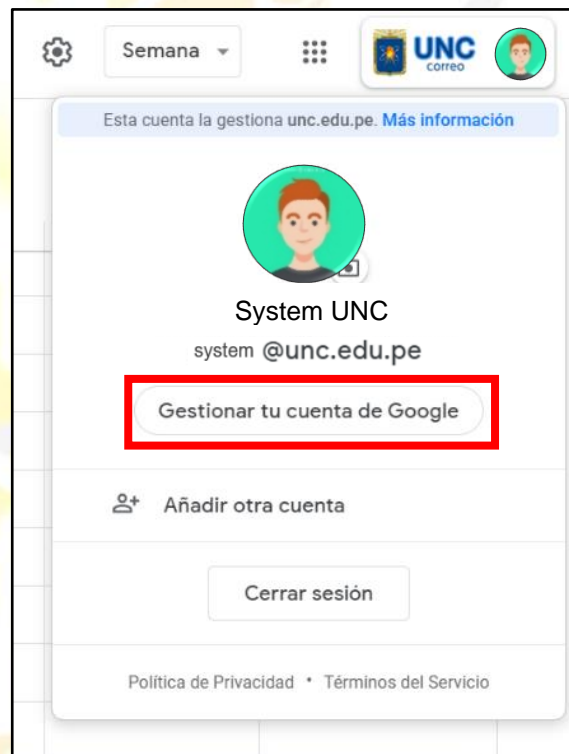 Semana
UNC
correo
Esta cuenta la gestiona unc.edu.pe. Más información
System UNC
system @unc.edu.pe
Gestionar tu cuenta de Google
Añadir otra cuenta
Cerrar sesión
Política de Privacidad • Términos del Servicio